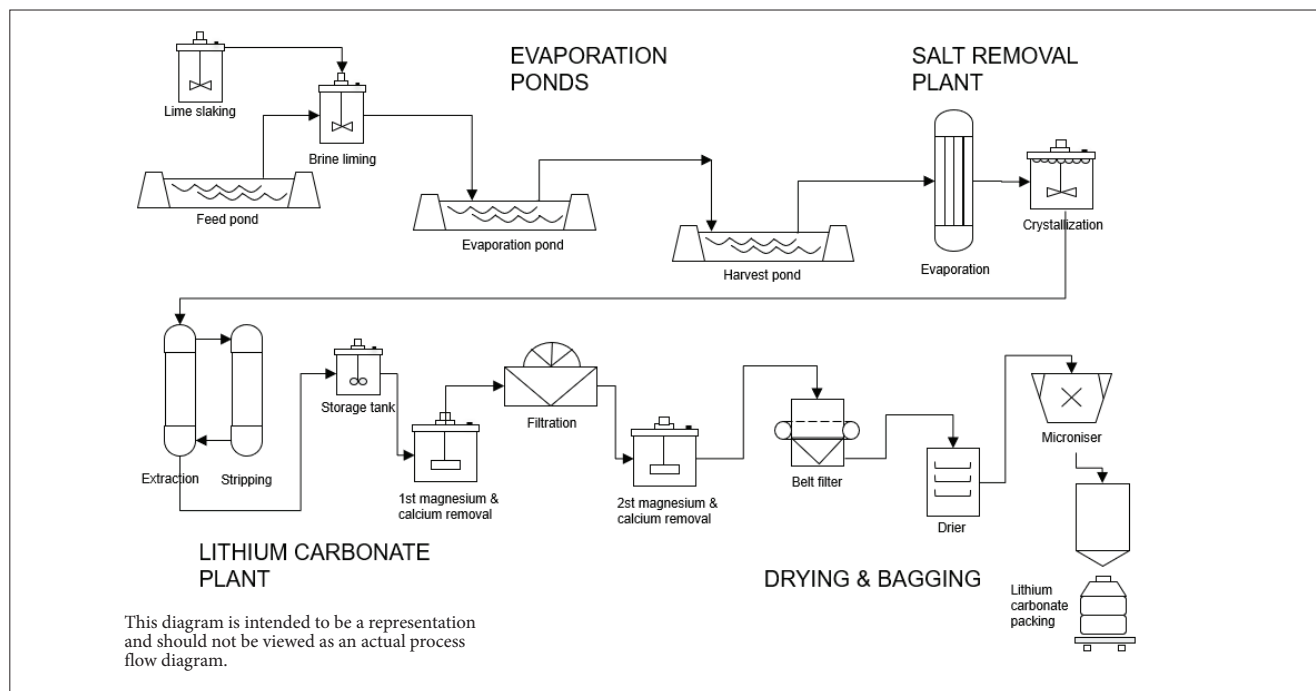 EVAPORATION
PONDS
SALT REMOVAL
PLANT
Lime slaking
Brine liming
Feed pond
Evaporation pond
Harvest pond
Evaporation
Crystallization
Extraction
Stripping
Storage tank
1st magnesium &
calcium removal
Filtration
2st magnesium &
calcium removal
Belt filter
Drier
Microniser
LITHIUM CARBONATE
PLANT
DRYING & BAGGING
Lithium
carbonate
packing
This diagram is intended to be a representation
and should not be viewed as an actual process
flow diagram.